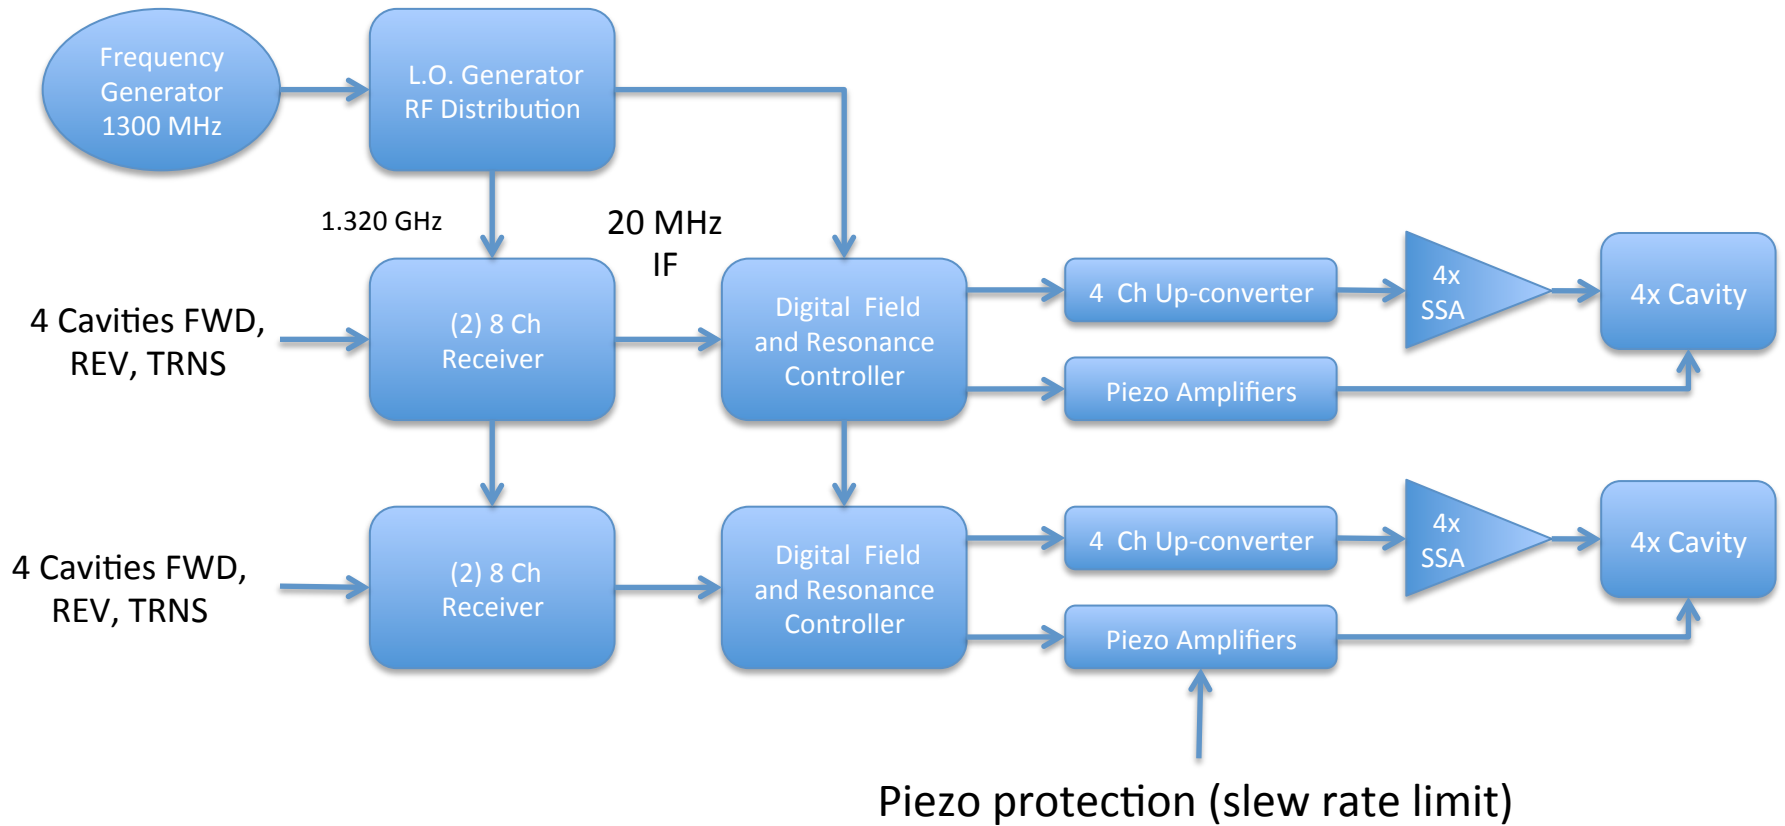 Frequency
Generator
1300 MHz
L.O. Generator
RF Distribution
1.320 GHz
20 MHz
IF
4 Cavities FWD,
REV, TRNS
(2) 8 Ch
Receiver
Digital Field
and Resonance
Controller
4 Ch Up-converter
4x
SSA
4x Cavity
Piezo Amplifiers
4 Cavities FWD,
REV, TRNS
(2) 8 Ch
Receiver
Digital Field
and Resonance
Controller
4 Ch Up-converter
4x
SSA
4x Cavity
Piezo Amplifiers
Piezo protection (slew rate limit)